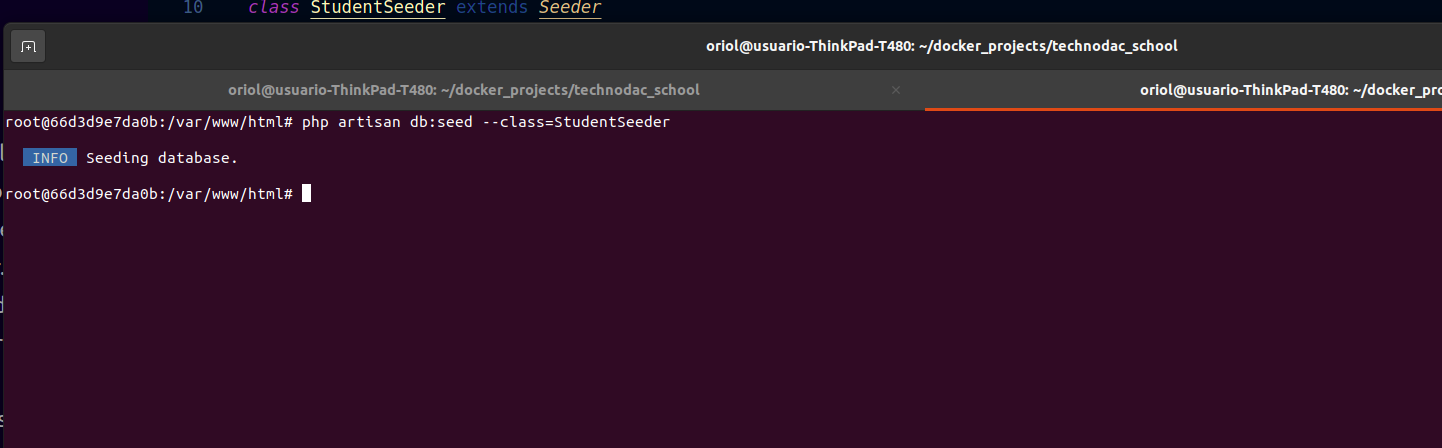 10 class StudentSeeder extends Seeder
oriol@usuario-ThinkPad-T480: ~/docker_projects/technodac_school
oriol@usuario-ThinkPad-T480: ~/docker_projects/technodac_school × oriol@usuario-ThinkPad-T480: ~/docker_pro
root@66d3d9e7da0b:/var/www/html# php artisan db:seed --class=StudentSeeder
INFO Seeding database.
root@66d3d9e7da0b:/var/www/html#